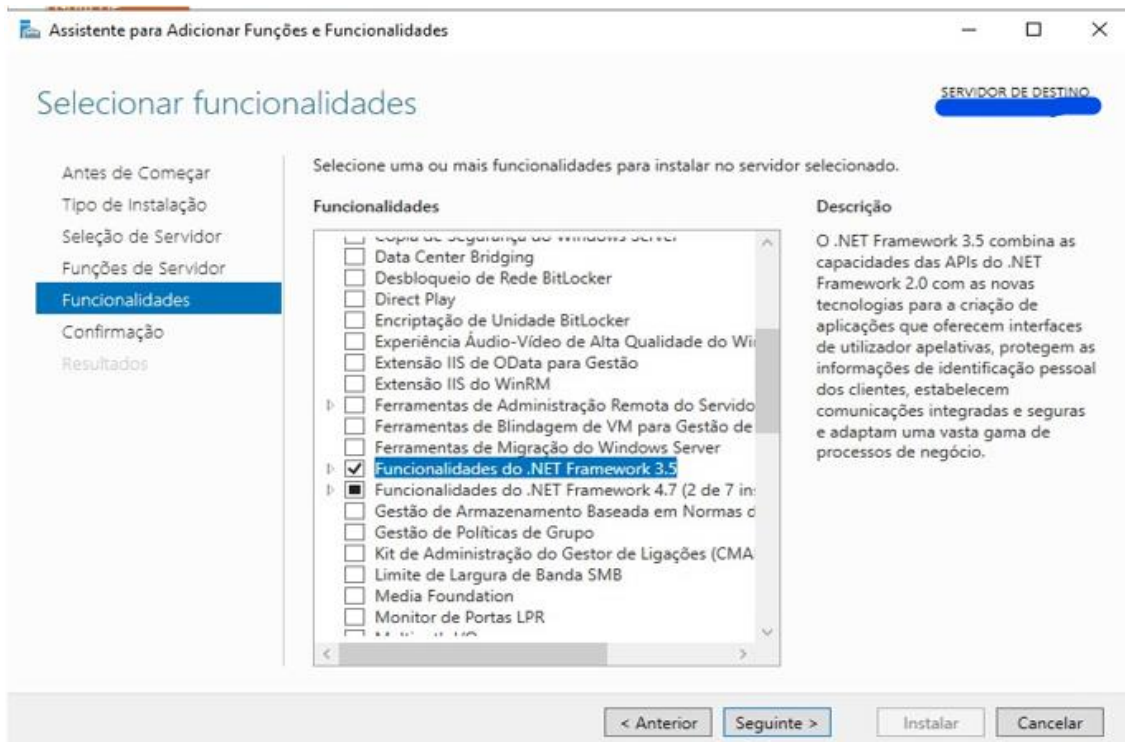 Assistente para Adicionar Funções e Funcionalidades
Selecionar funcionalidades
SERVIDOR DE DESTINO
Antes de Começar
Tipo de Instalação
Seleção de Servidor
Funções de Servidor
Funcionalidades
Confirmação
Resultados
Selecione uma ou mais funcionalidades para instalar no servidor selecionado.
Funcionalidades
Cópia de Segurança do Windows Server
Data Center Bridging
Desbloqueio de Rede BitLocker
Direct Play
Encriptação de Unidade BitLocker
Experiência Áudio-Vídeo de Alta Qualidade do Wi
Extensão IIS de OData para Gestão
Extensão IIS do WinRM
Ferramentas de Administração Remota do Servido
Ferramentas de Blindagem de VM para Gestão de
Ferramentas de Migração do Windows Server
Funcionalidades do .NET Framework 3.5
Funcionalidades do .NET Framework 4.7 (2 de 7 in
Gestão de Armazenamento Baseada em Normas d
Gestão de Políticas de Grupo
Kit de Administração do Gestor de Ligações (CMA
Limite de Largura de Banda SMB
Media Foundation
Monitor de Portas LPR
Descrição
O .NET Framework 3.5 combina as
capacidades das APIs do .NET
Framework 2.0 com as novas
tecnologias para a criação de
aplicações que oferecem interfaces
de utilizador apelativas, protegem as
informações de identificação pessoal
dos clientes, estabelecem
comunicações integradas e seguras
e adaptam uma vasta gama de
processos de negócio.
< Anterior
Seguinte >
Instalar
Cancelar